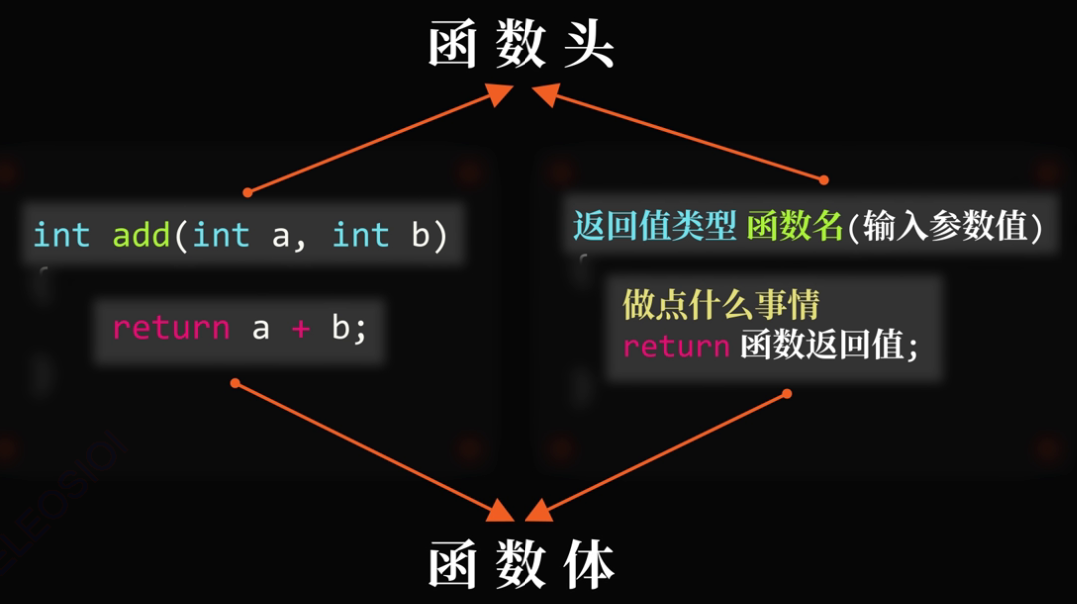 函数头
int add(int a, int b)
{
return a + b;
}
返回值类型 函数名(输入参数值)
{
做点什么事情
return 函数返回值;
}
函数体